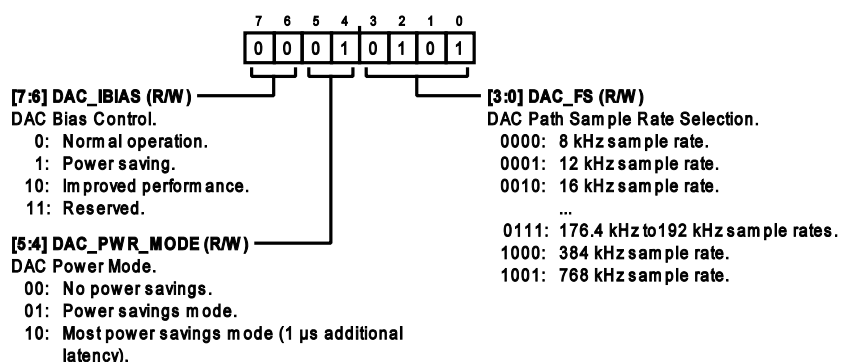 7 6 5 4 3 2 1 0
0 0 0 1 0 1 0 1
[7:6] DAC_IBIAS (R/W)
DAC Bias Control.
0: Normal operation.
1: Power saving.
10: Improved performance.
11: Reserved.
[5:4] DAC_PWR_MODE (R/W)
DAC Power Mode.
00: No power savings.
01: Power savings mode.
10: Most power savings mode (1 µs additional
latency).
[3:0] DAC_FS (R/W)
DAC Path Sample Rate Selection.
0000: 8 kHz sample rate.
0001: 12 kHz sample rate.
0010: 16 kHz sample rate.
...
0111: 176.4 kHz to192 kHz sample rates.
1000: 384 kHz sample rate.
1001: 768 kHz sample rate.